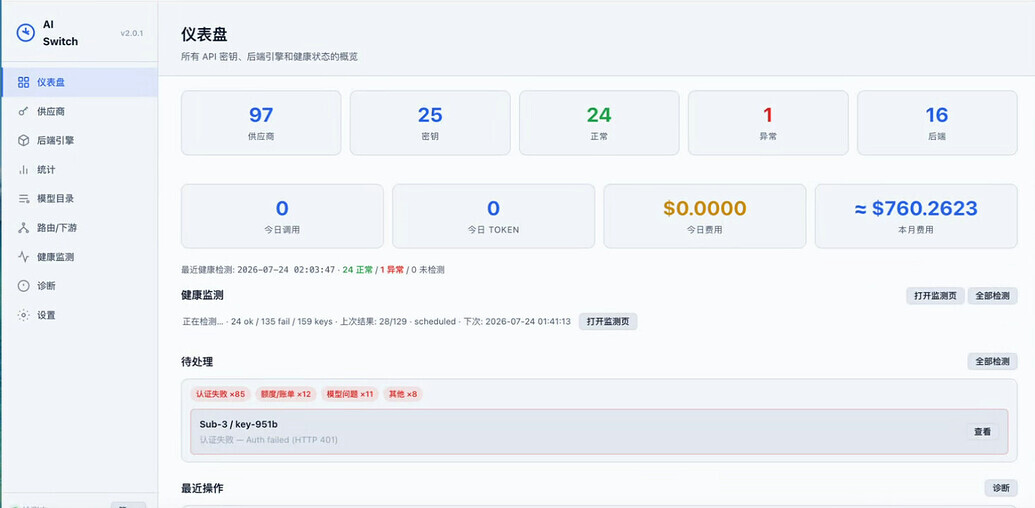 AI
Switch
v2.0.1
仪表盘
供应商
后端引擎
统计
模型目录
路由/下游
健康监测
诊断
设置
仪表盘
所有 API 密钥、后端引擎和健康状态的概览
97
供应商
25
密钥
24
正常
1
异常
16
后端
0
今日调用
0
今日 TOKEN
$0.0000
今日费用
≈ $760.2623
本月费用
最近健康检测: 2026-07-24 02:03:47 · 24 正常 / 1 异常 / 0 未检测
健康监测
打开监测页 全部检测
正在检测... · 24 ok / 135 fail / 159 keys · 上次结果: 28/129 · scheduled · 下次: 2026-07-24 01:41:13 打开监测页
待处理
全部检测
认证失败 ×85 额度/账单 ×12 模型问题 ×11 其他 ×8
Sub-3 / key-951b
认证失败 — Auth failed (HTTP 401)
查看
最近操作
诊断